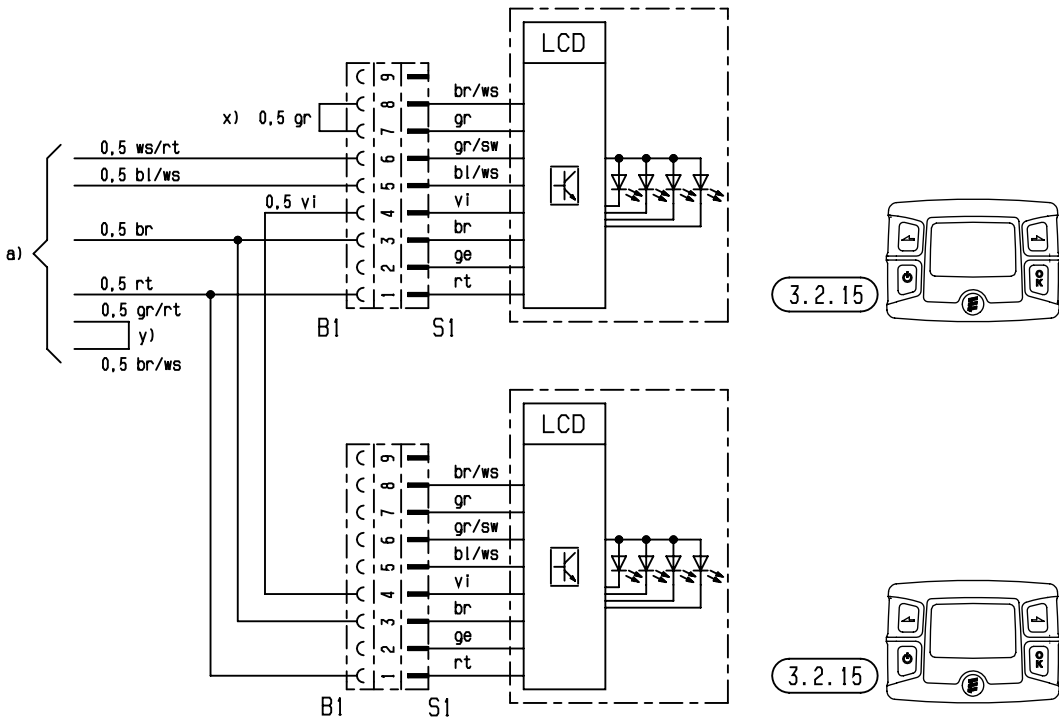 LCD
9
8
7
6
5
4
3
2
1
br/ws
gr
gr/sw
bl/ws
vi
br
ge
rt
x) 0,5 gr
0,5 ws/rt
0,5 bl/ws
0,5 vi
0,5 br
a)
0,5 rt
0,5 gr/rt
y)
0,5 br/ws
B1
S1
3.2.15
OK
LCD
9
8
7
6
5
4
3
2
1
br/ws
gr
gr/sw
bl/ws
vi
br
ge
rt
B1
S1
3.2.15
OK